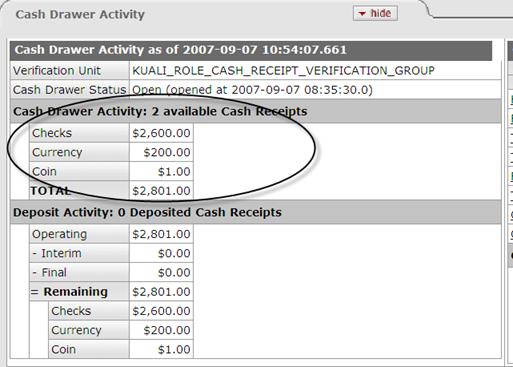 Cash Drawer Activity
hide
Cash Drawer Activity as of 2007-09-07 10:54:07.661
Verification Unit KUALI_ROLE_CASH_RECEIPT_VERIFICATION_GROUP
Cash Drawer Status Open (opened at 2007-09-07 08:35:30.0)
Cash Drawer Activity: 2 available Cash Receipts
Checks $2,600.00
Currency $200.00
Coin $1.00
TOTAL $2,801.00
Deposit Activity: 0 Deposited Cash Receipts
Operating $2,801.00
- Interim $0.00
- Final $0.00
= Remaining $2,801.00
Checks $2,600.00
Currency $200.00
Coin $1.00